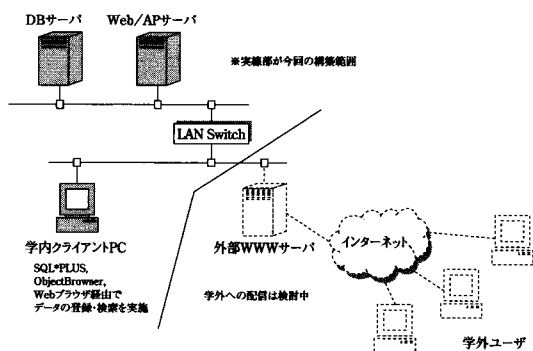 DBサーバ
Web/APサーバ
※実線部が今回の構築範囲
LAN Switch
学内クライアントPC
SQL*PLUS,
ObjectBrowser,
Webブラウザ経由で
データの登録・検索を実施
外部WWWサーバ
インターネット
学外への配信は検討中
学外ユーザ